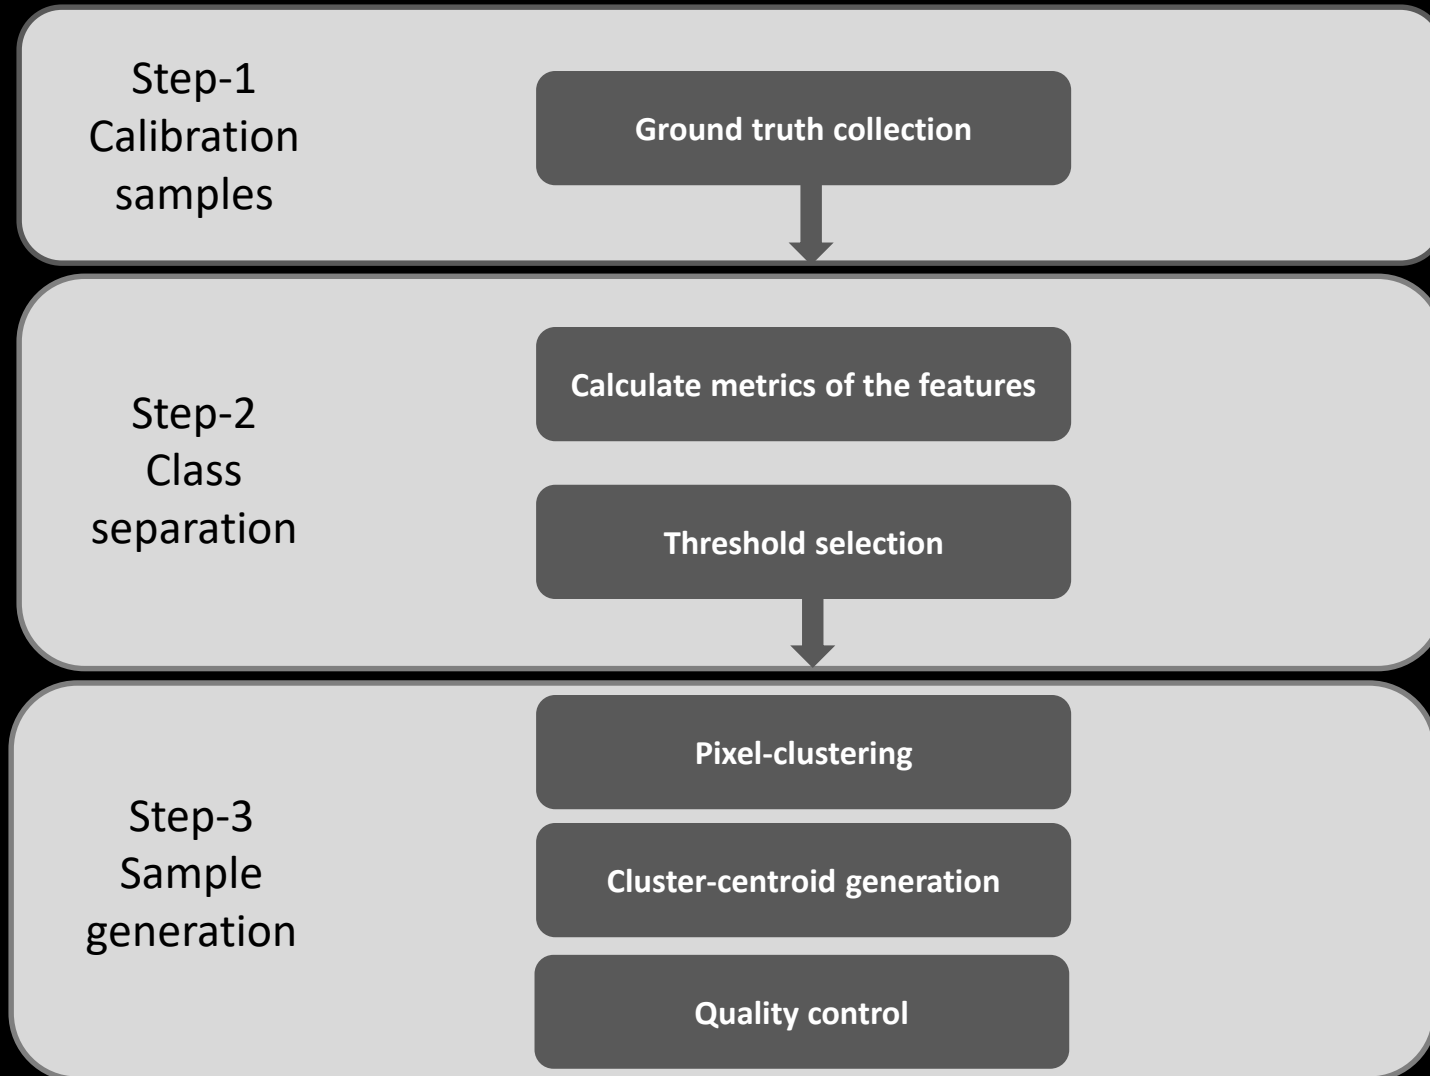 Step-1
Calibration
samples
Ground truth collection
Step-2
Class
separation
Calculate metrics of the features
Threshold selection
Step-3
Sample
generation
Pixel-clustering
Cluster-centroid generation
Quality control